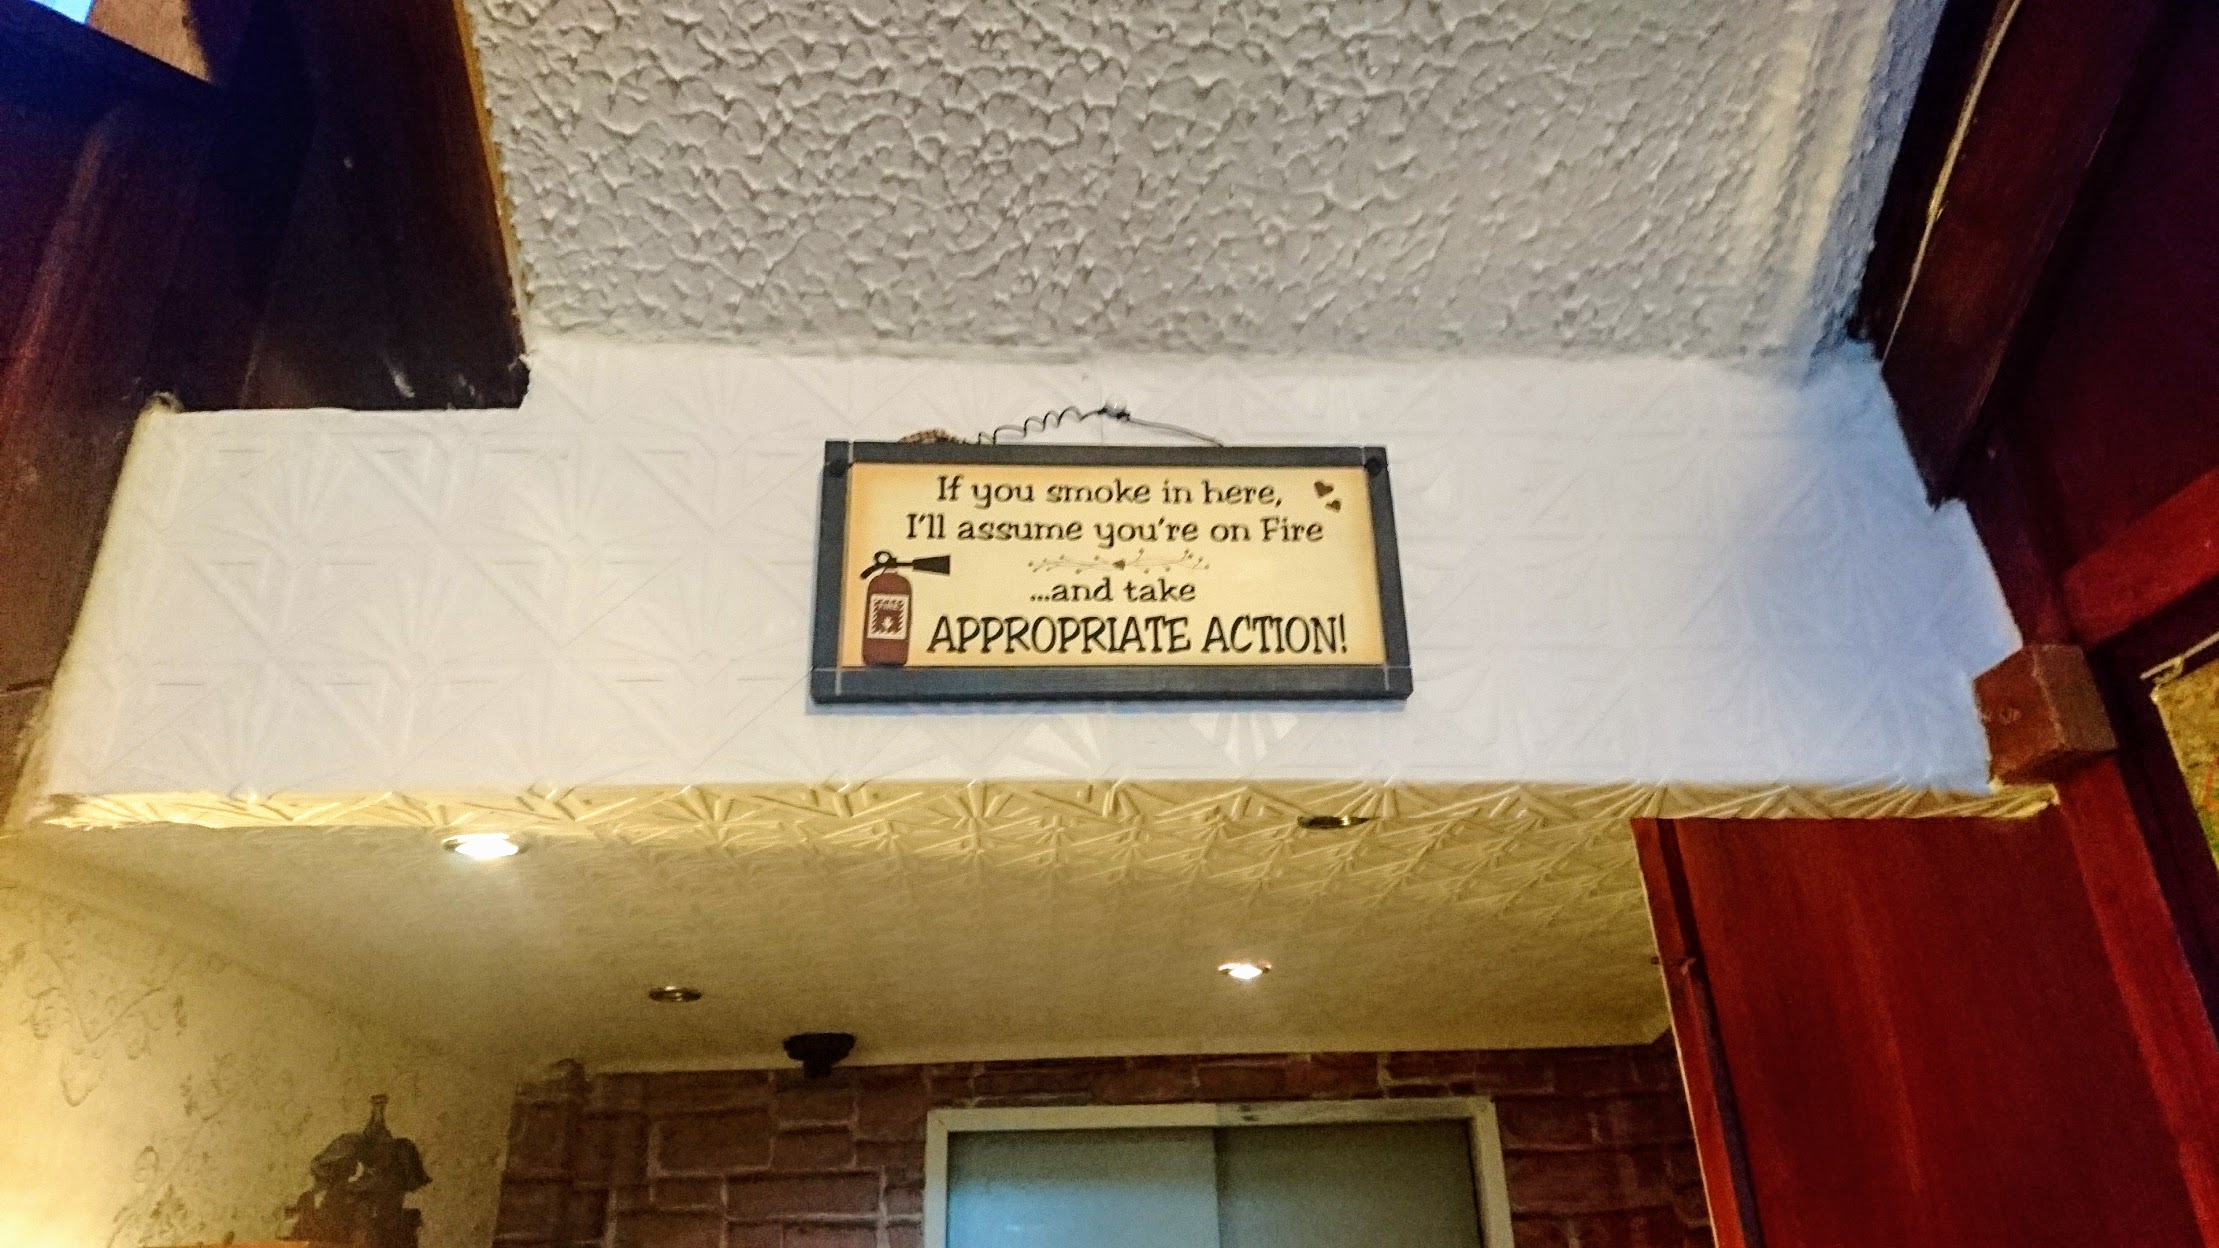 If you smoke in here,
I'll assume you're on Fire
...and take
APPROPRIATE ACTION!